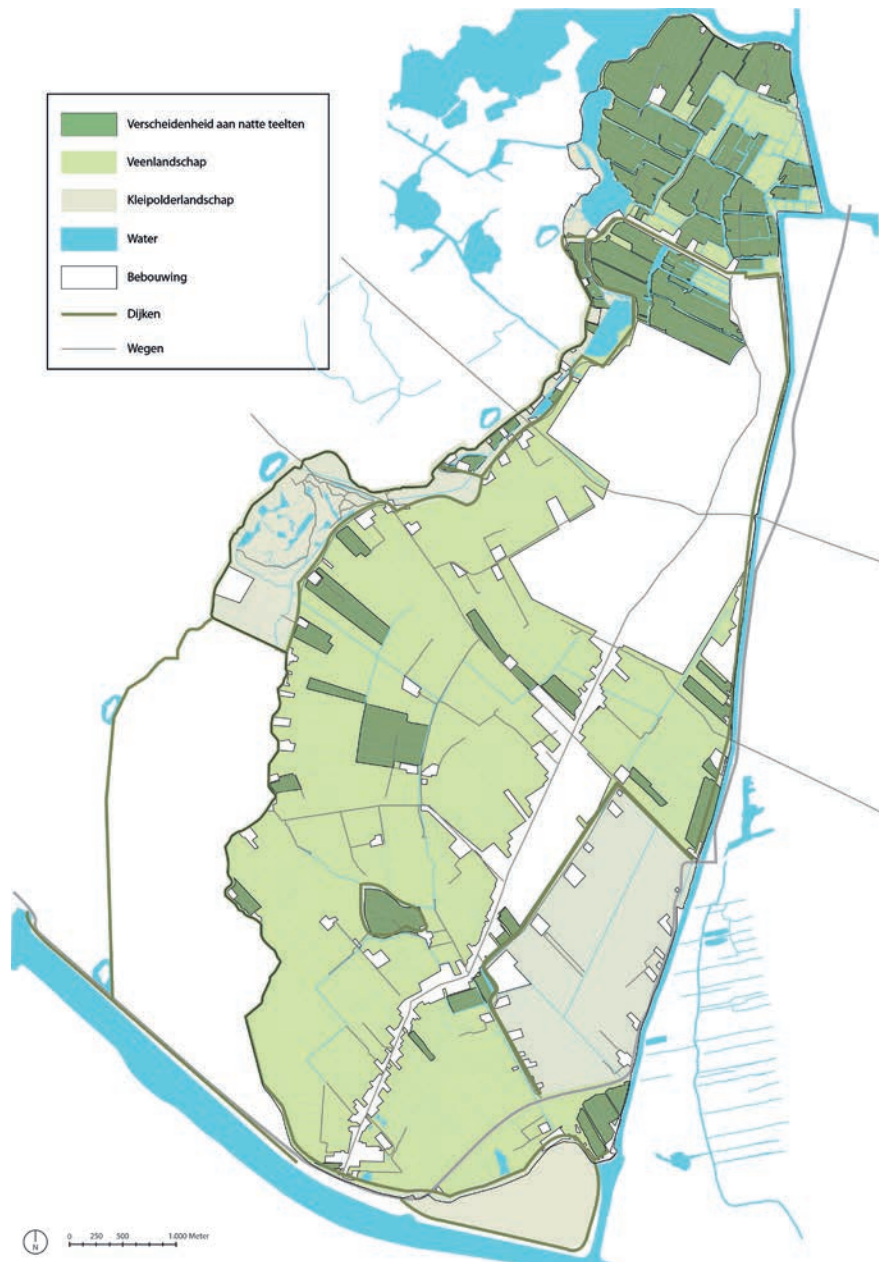 Verscheidenheid aan natte teelten
Veenlandschap
Kleipolderlandschap
Water
Bebouwing
Dijken
Wegen
N
0 250 500 1.000 Meter